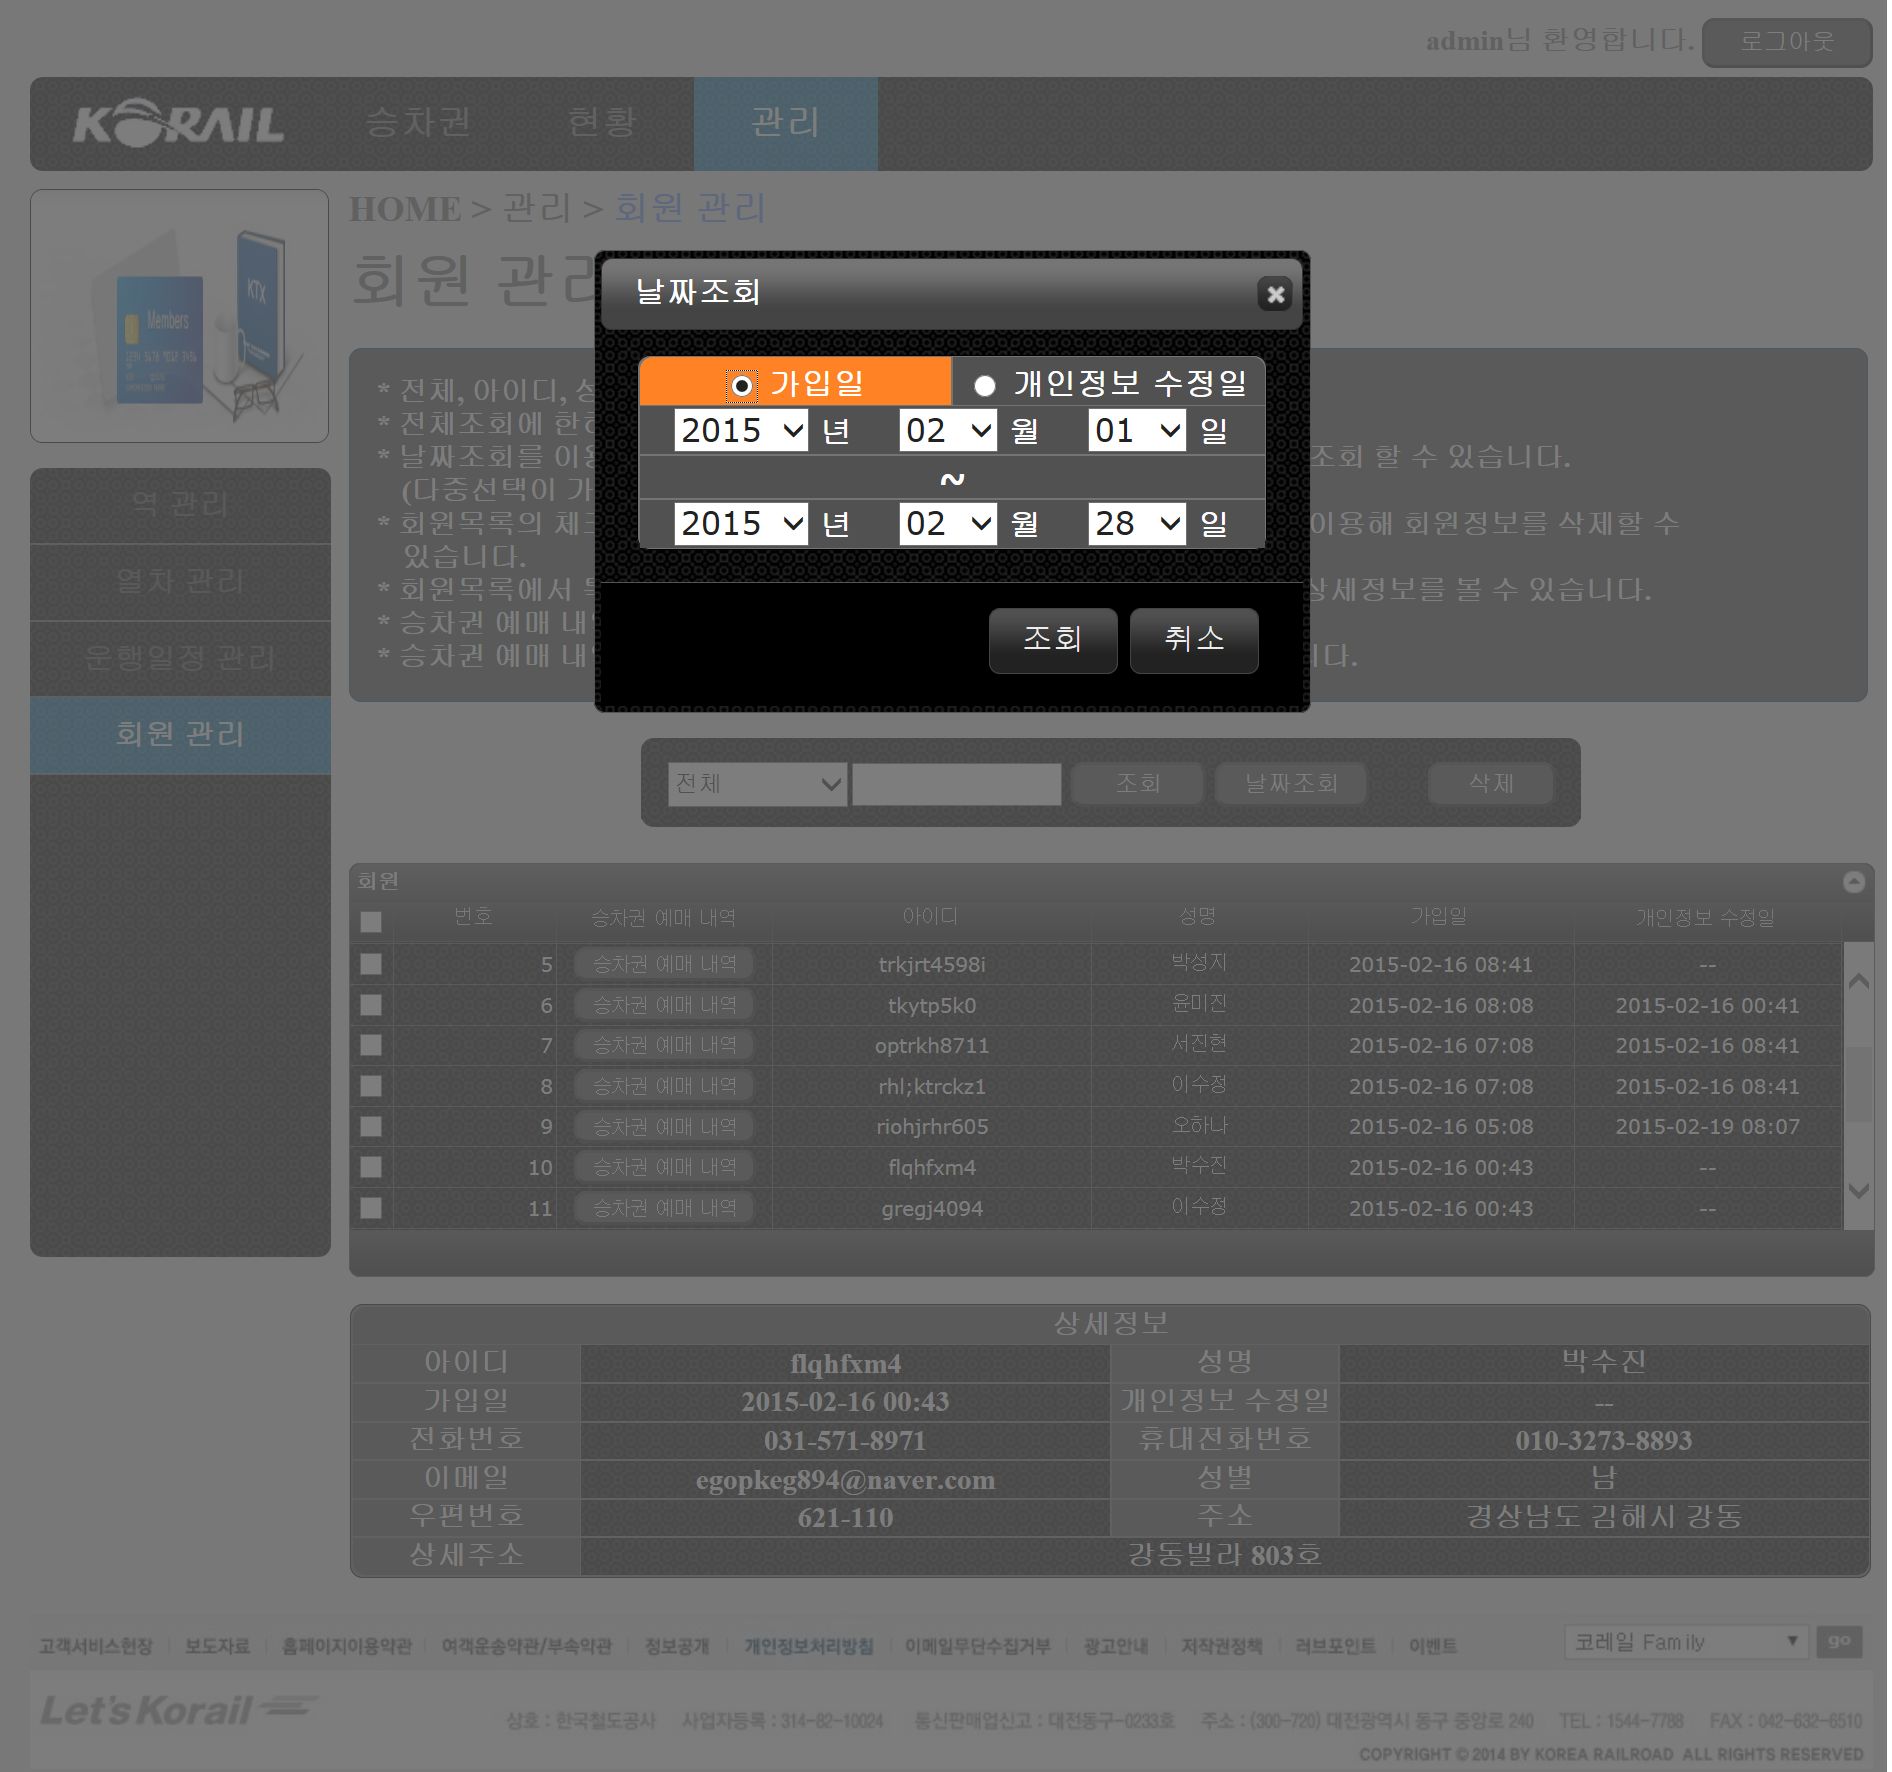 admin님 환영합니다. 로그아웃
KORAIL 승차권 현황 관리
HOME > 관리 > 회원 관리
회원 관리
KTX
Members
날짜조회
가입일 개인정보 수정일
2015 년 02 월 01 일
~
2015 년 02 월 28 일
조회 취소
* 전체, 아이디,
* 전체조회에
* 날짜조회를 조회 할 수 있습니다.
(다중선택이
* 회원목록의 이용해 회원정보를 삭제할 수
있습니다.
* 회원목록에서 상세정보를 볼 수 있습니다.
* 승차권 예매
* 승차권 예매
역 관리
열차 관리
운행일정 관리
회원 관리
전체 조회 날짜조회 삭제
회원
번호 승차권 예매 내역 아이디 성명 가입일 개인정보 수정일
5 승차권 예매 내역 trkjrt4598i 박성지 2015-02-16 08:41 --
6 승차권 예매 내역 tkytp5k0 윤미진 2015-02-16 08:08 2015-02-16 00:41
7 승차권 예매 내역 optrkh8711 서진현 2015-02-16 07:08 2015-02-16 08:41
8 승차권 예매 내역 rhl;ktrckz1 이수정 2015-02-16 07:08 2015-02-16 08:41
9 승차권 예매 내역 riohjrhr605 오하나 2015-02-16 05:08 2015-02-19 08:07
10 승차권 예매 내역 flqhfxm4 박수진 2015-02-16 00:43 --
11 승차권 예매 내역 gregj4094 이수정 2015-02-16 00:43 --
상세정보
아이디 flqhfxm4 성명 박수진
가입일 2015-02-16 00:43 개인정보 수정일 --
전화번호 031-571-8971 휴대전화번호 010-3273-8893
이메일 egopkeg894@naver.com 성별 남
우편번호 621-110 주소 경상남도 김해시 강동
상세주소 강동빌라 803호
고객서비스헌장 보도자료 홈페이지이용약관 여객운송약관/부속약관 정보공개 개인정보처리방침 이메일무단수집거부 광고안내 저작권정책 러브포인트 이벤트 코레일 Family go
Let's Korail
상호 : 한국철도공사 사업자등록 : 314-82-10024 통신판매업신고 : 대전동구-0233호 주소 : (300-720) 대전광역시 동구 중앙로 240 TEL : 1544-7788 FAX : 042-632-6510
COPYRIGHT © 2014 BY KOREA RAILROAD ALL RIGHTS RESERVED